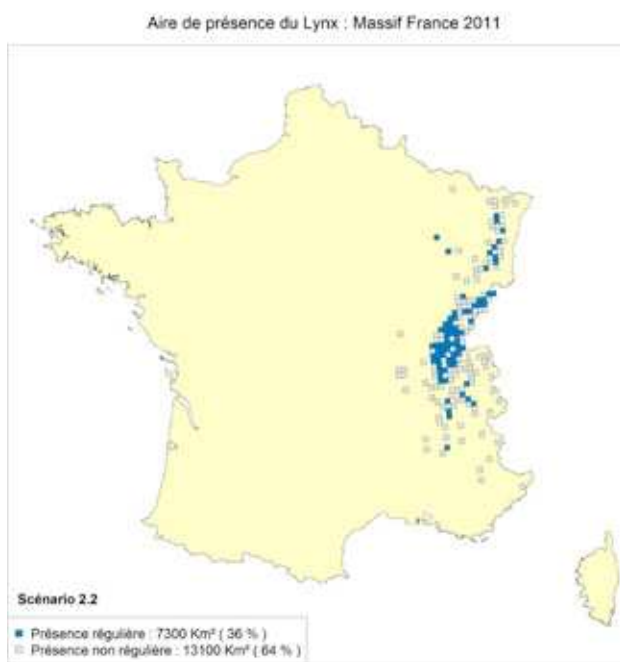 Aire de présence du Lynx : Massif France 2011
Scénario 2.2
Présence régulière : 7300 Km² ( 36 % )
Présence non régulière : 13100 Km² ( 64 % )